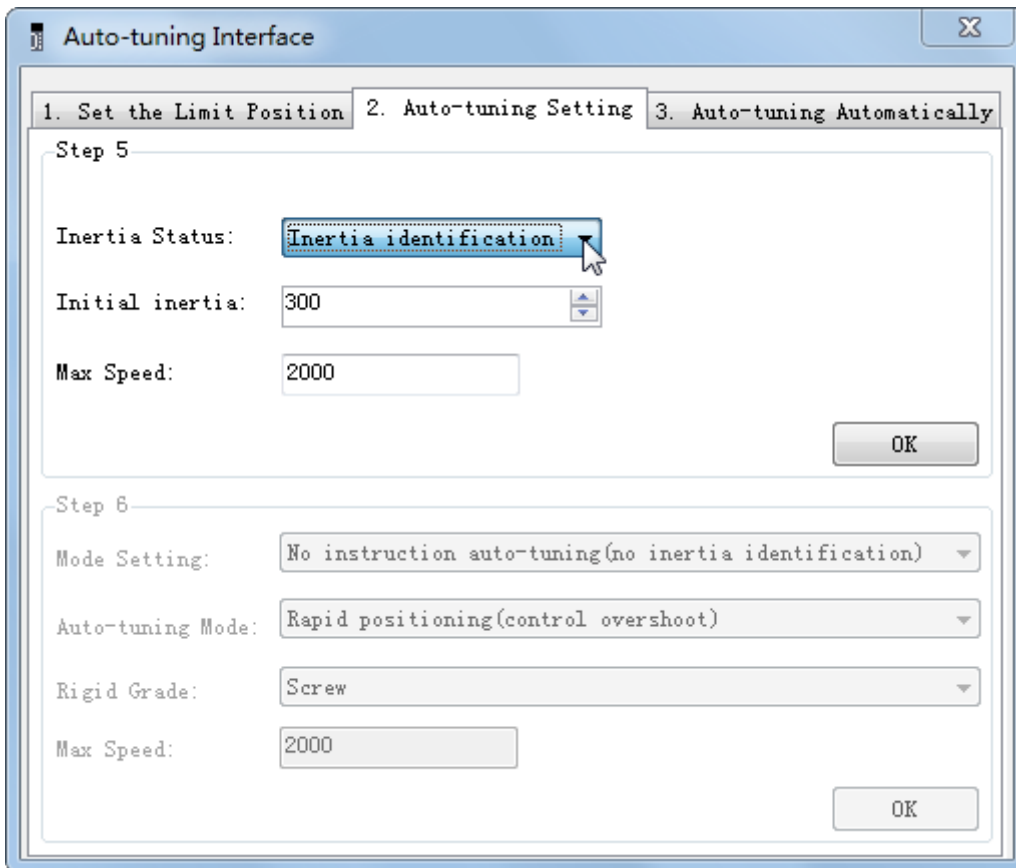 Auto-tuning Interface
1. Set the Limit Position 2. Auto-tuning Setting 3. Auto-tuning Automatically
Step 5
Inertia Status: Inertia identification
Initial inertia: 300
Max Speed: 2000
OK
Step 6
Mode Setting: No instruction auto-tuning(no inertia identification)
Auto-tuning Mode: Rapid positioning(control overshoot)
Rigid Grade: Screw
Max Speed: 2000
OK